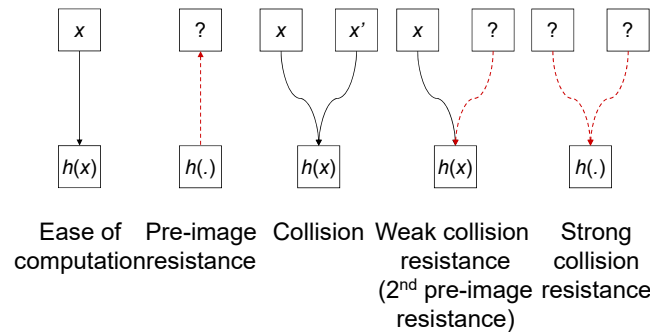 x ? x x’ x ? ? ?
h(x) h(.) h(x) h(x) h(.)
Ease of computation
Pre-image resistance
Collision
Weak collision
resistance
(2nd pre-image
resistance)
Strong
collision
resistance